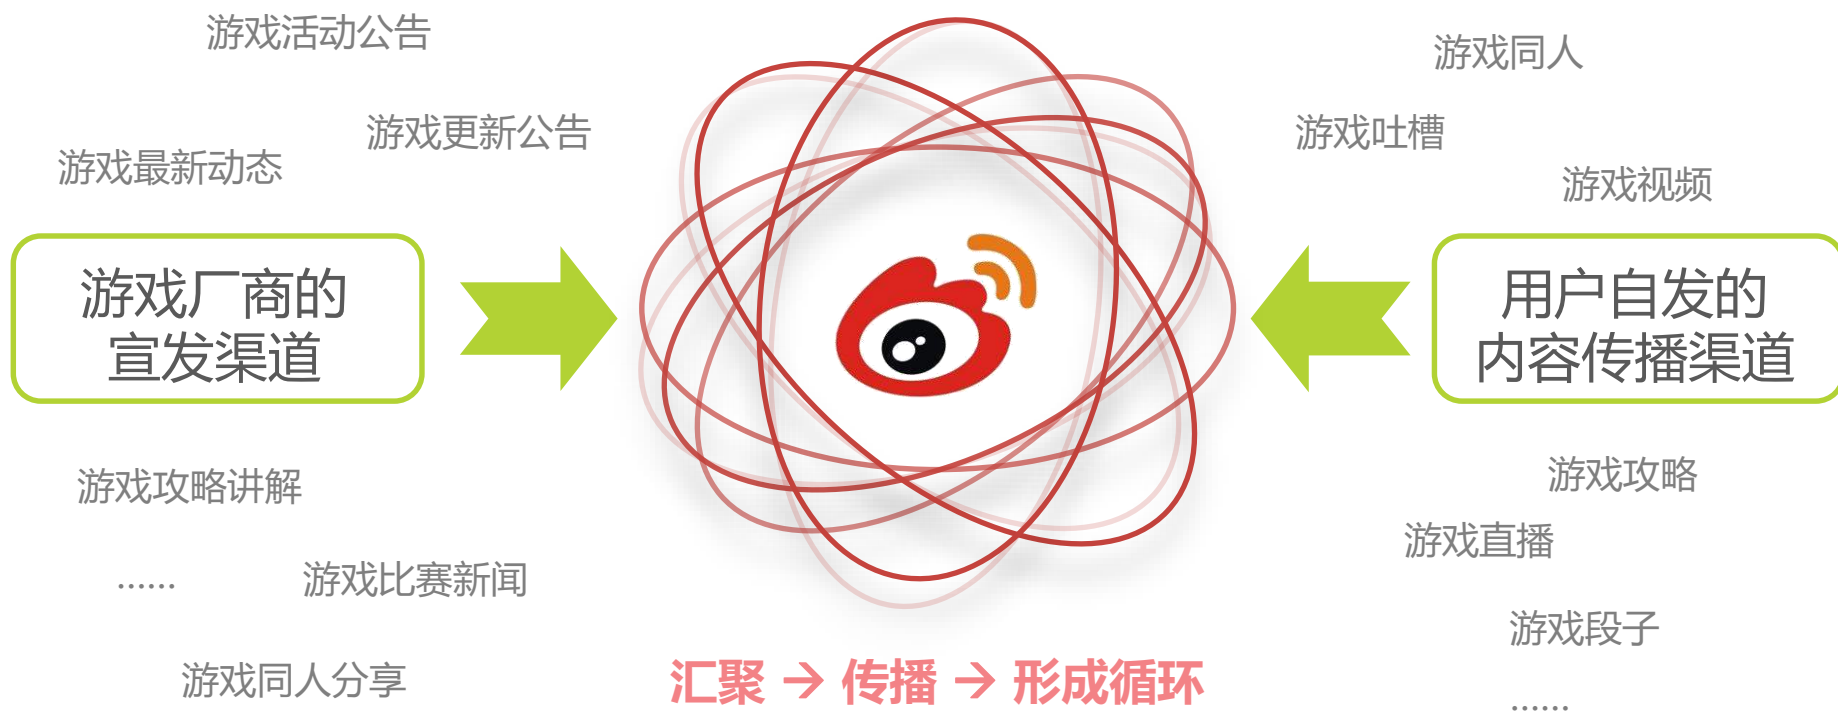 游戏活动公告
游戏更新公告
游戏最新动态
游戏厂商的
宣发渠道
游戏攻略讲解
......
游戏比赛新闻
游戏同人分享
汇聚 → 传播 → 形成循环
游戏同人
游戏吐槽
游戏视频
用户自发的
内容传播渠道
游戏攻略
游戏直播
游戏段子
......